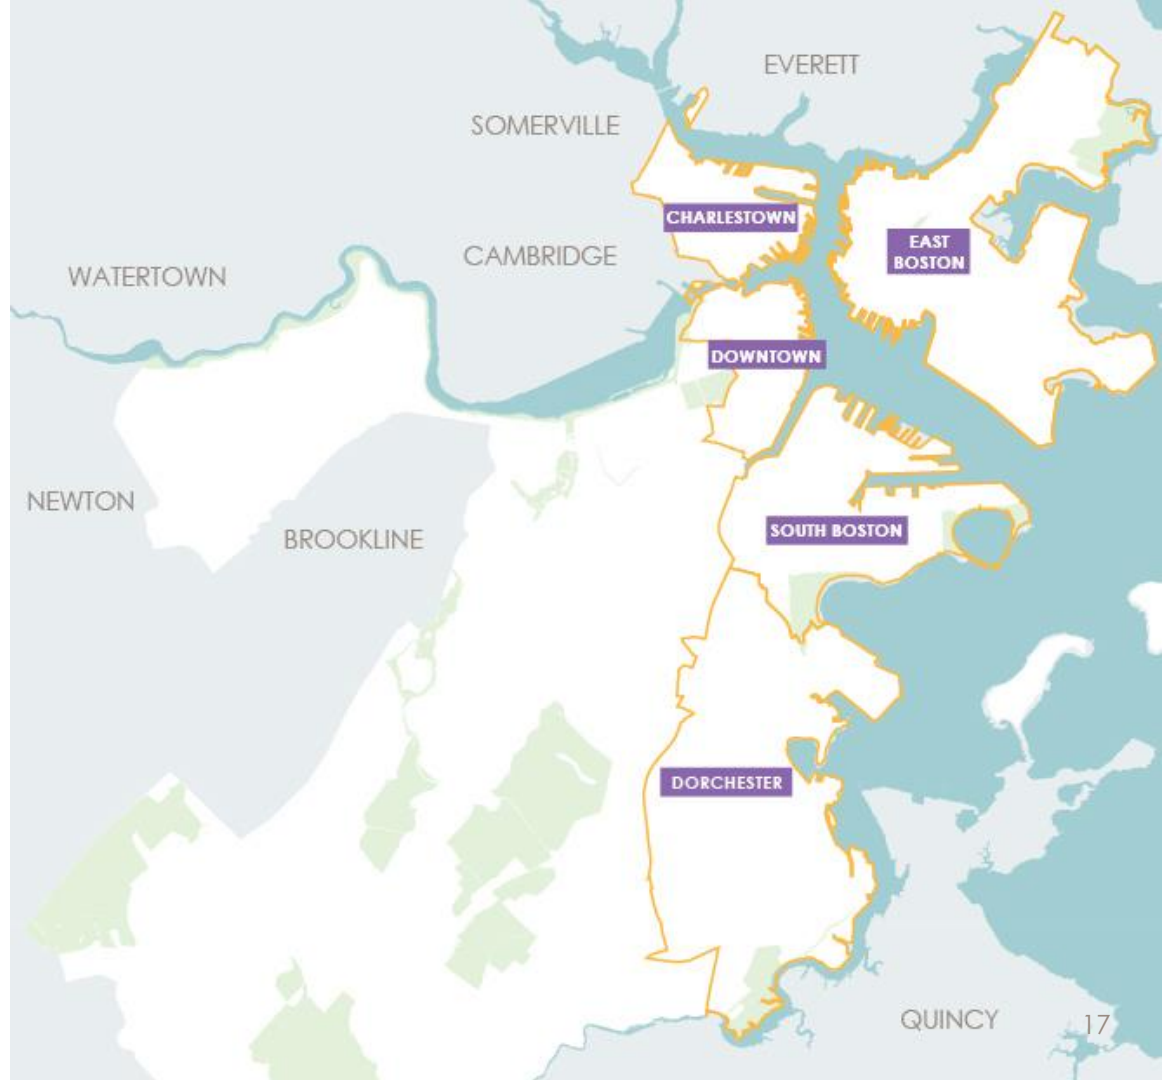 EVERETT
SOMERVILLE
CHARLESTOWN
EAST
BOSTON
CAMBRIDGE
WATERTOWN
DOWNTOWN
NEWTON
SOUTH BOSTON
BROOKLINE
DORCHESTER
QUINCY
17